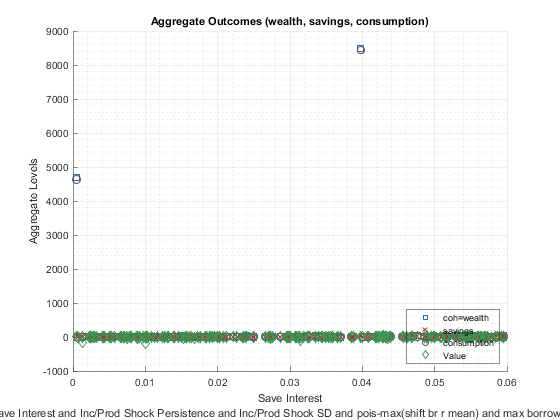 Aggregate Outcomes (wealth, savings, consumption)
9000
8000
7000
6000
5000
4000
3000
2000
1000
0
-1000
Aggregate Levels
coh=wealth
savings
consumption
Value
0
0.01
0.02
0.03
0.04
0.05
0.06
Save Interest
ave Interest and Inc/Prod Shock Persistence and Inc/Prod Shock SD and pois-max(shift br r mean) and max borrow